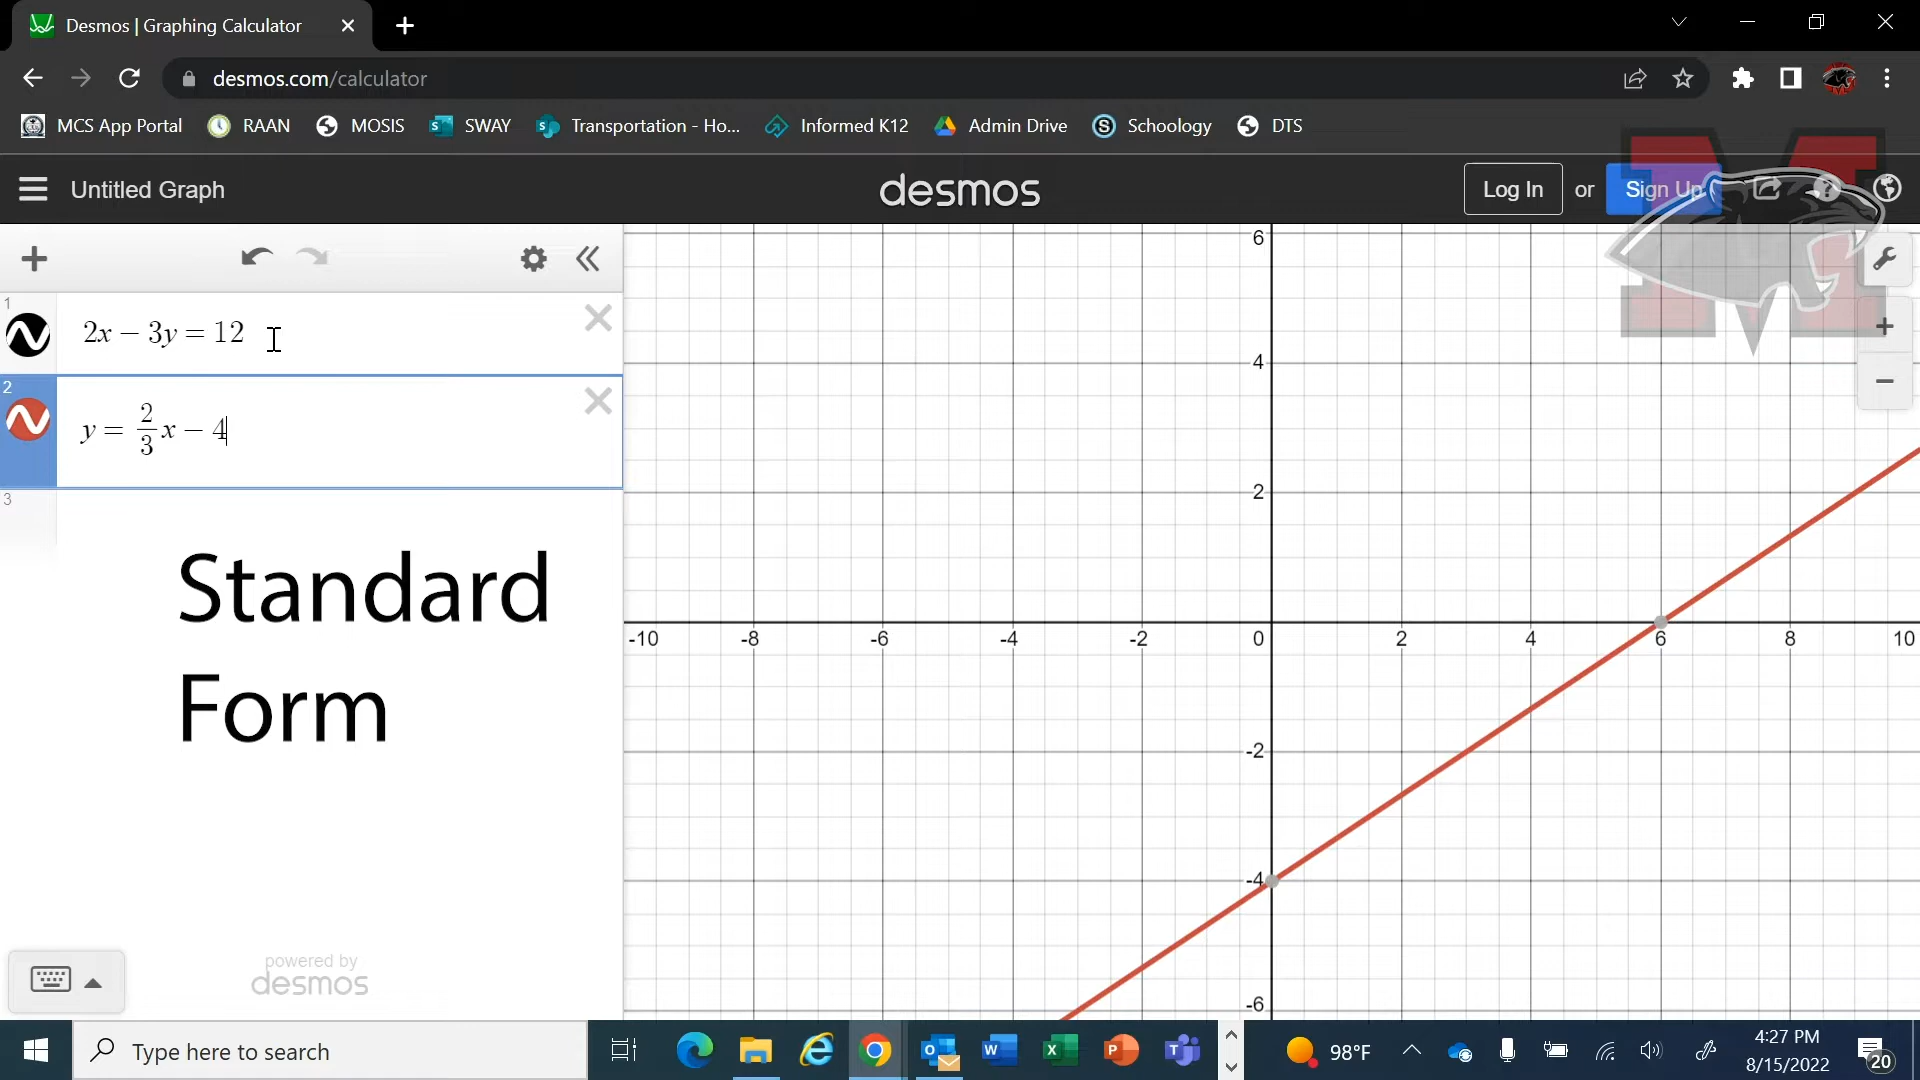 Desmos | Graphing Calculator
desmos.com/calculator
MCS App Portal RAAN MOSIS SWAY Transportation - Ho... Informed K12 Admin Drive Schoology DTS
Untitled Graph desmos Log In or Sign Up
1
2x − 3y = 12
2
y = 2/3 x − 4
3
Standard
Form
6
4
2
-10 -8 -6 -4 -2 0 2 4 6 8 10
-2
-4
-6
powered by
desmos
Type here to search
98°F
4:27 PM
8/15/2022
20